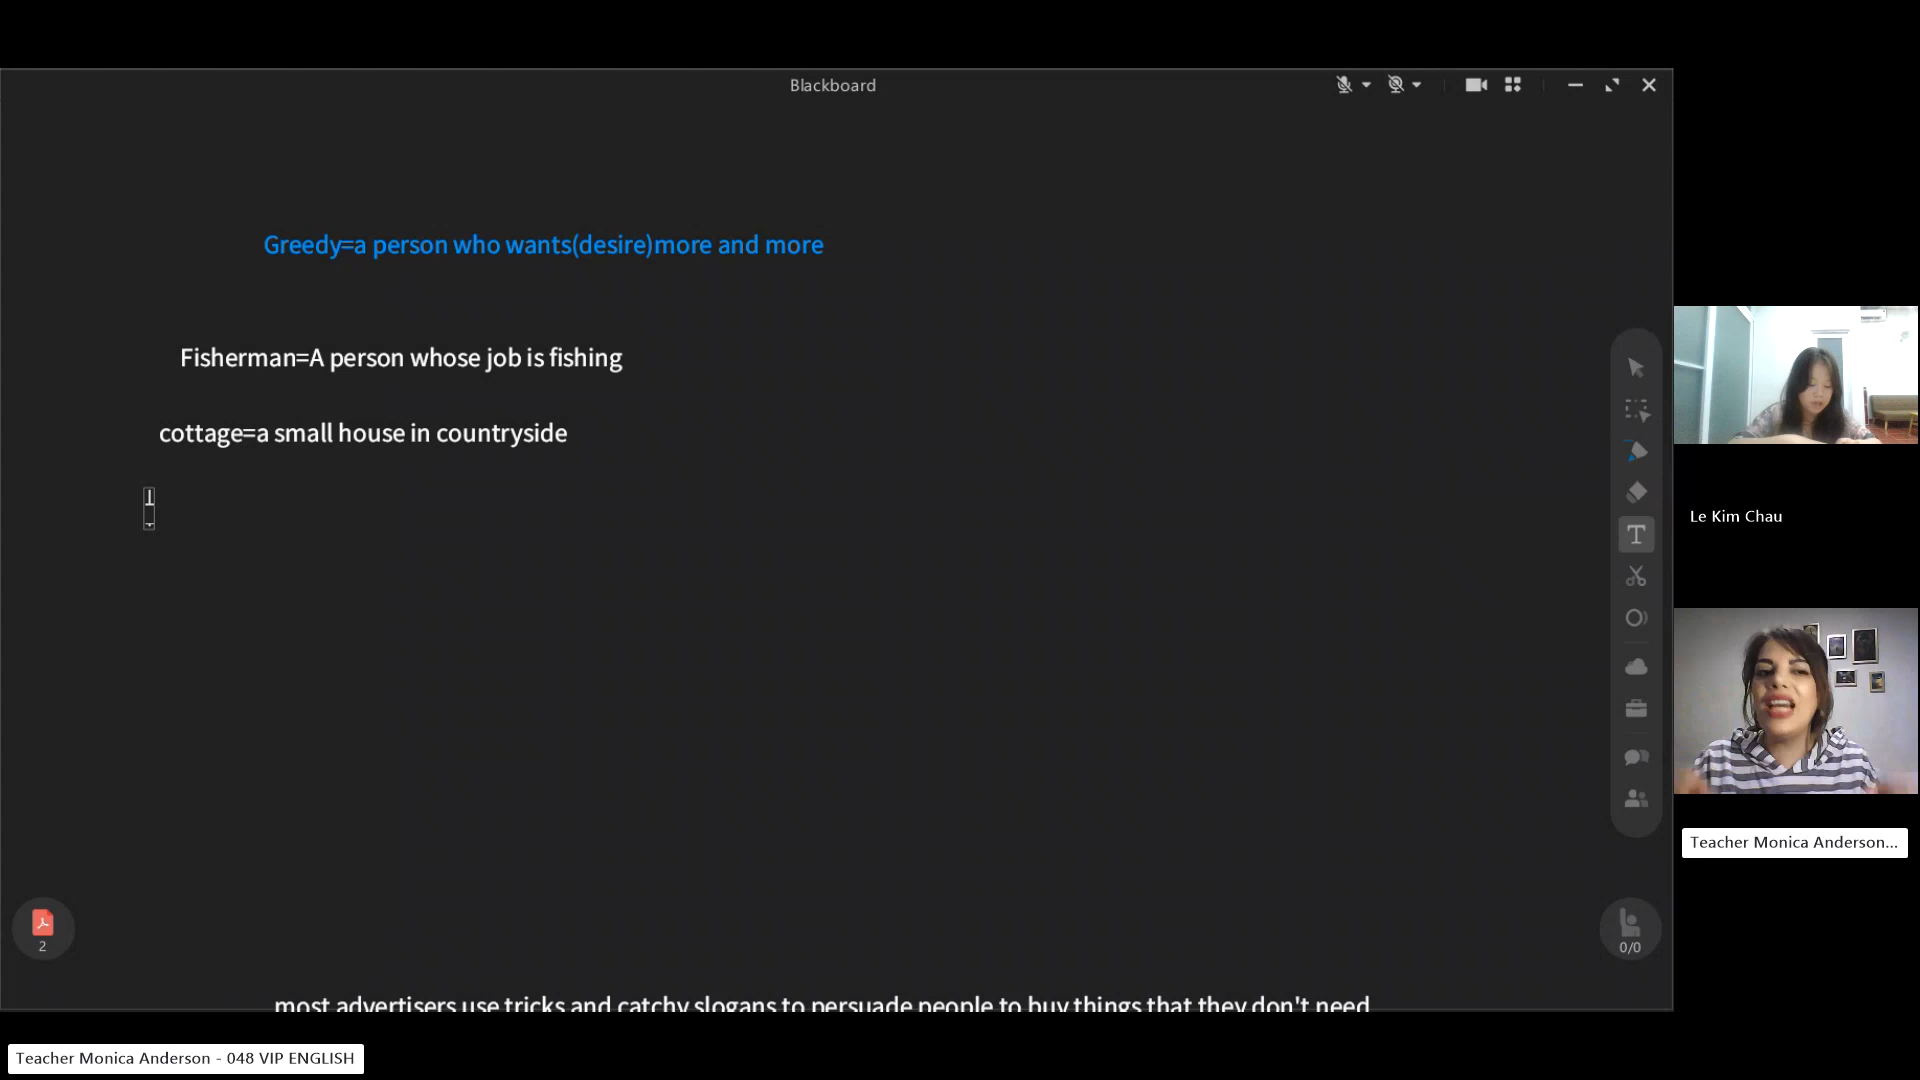 Blackboard
Greedy=a person who wants(desire)more and more
Fisherman=A person whose job is fishing
cottage=a small house in countryside
Le Kim Chau
Teacher Monica Anderson...
2
0/0
most advertisers use tricks and catchy slogans to persuade people to buy things that they don't need
Teacher Monica Anderson - 048 VIP ENGLISH